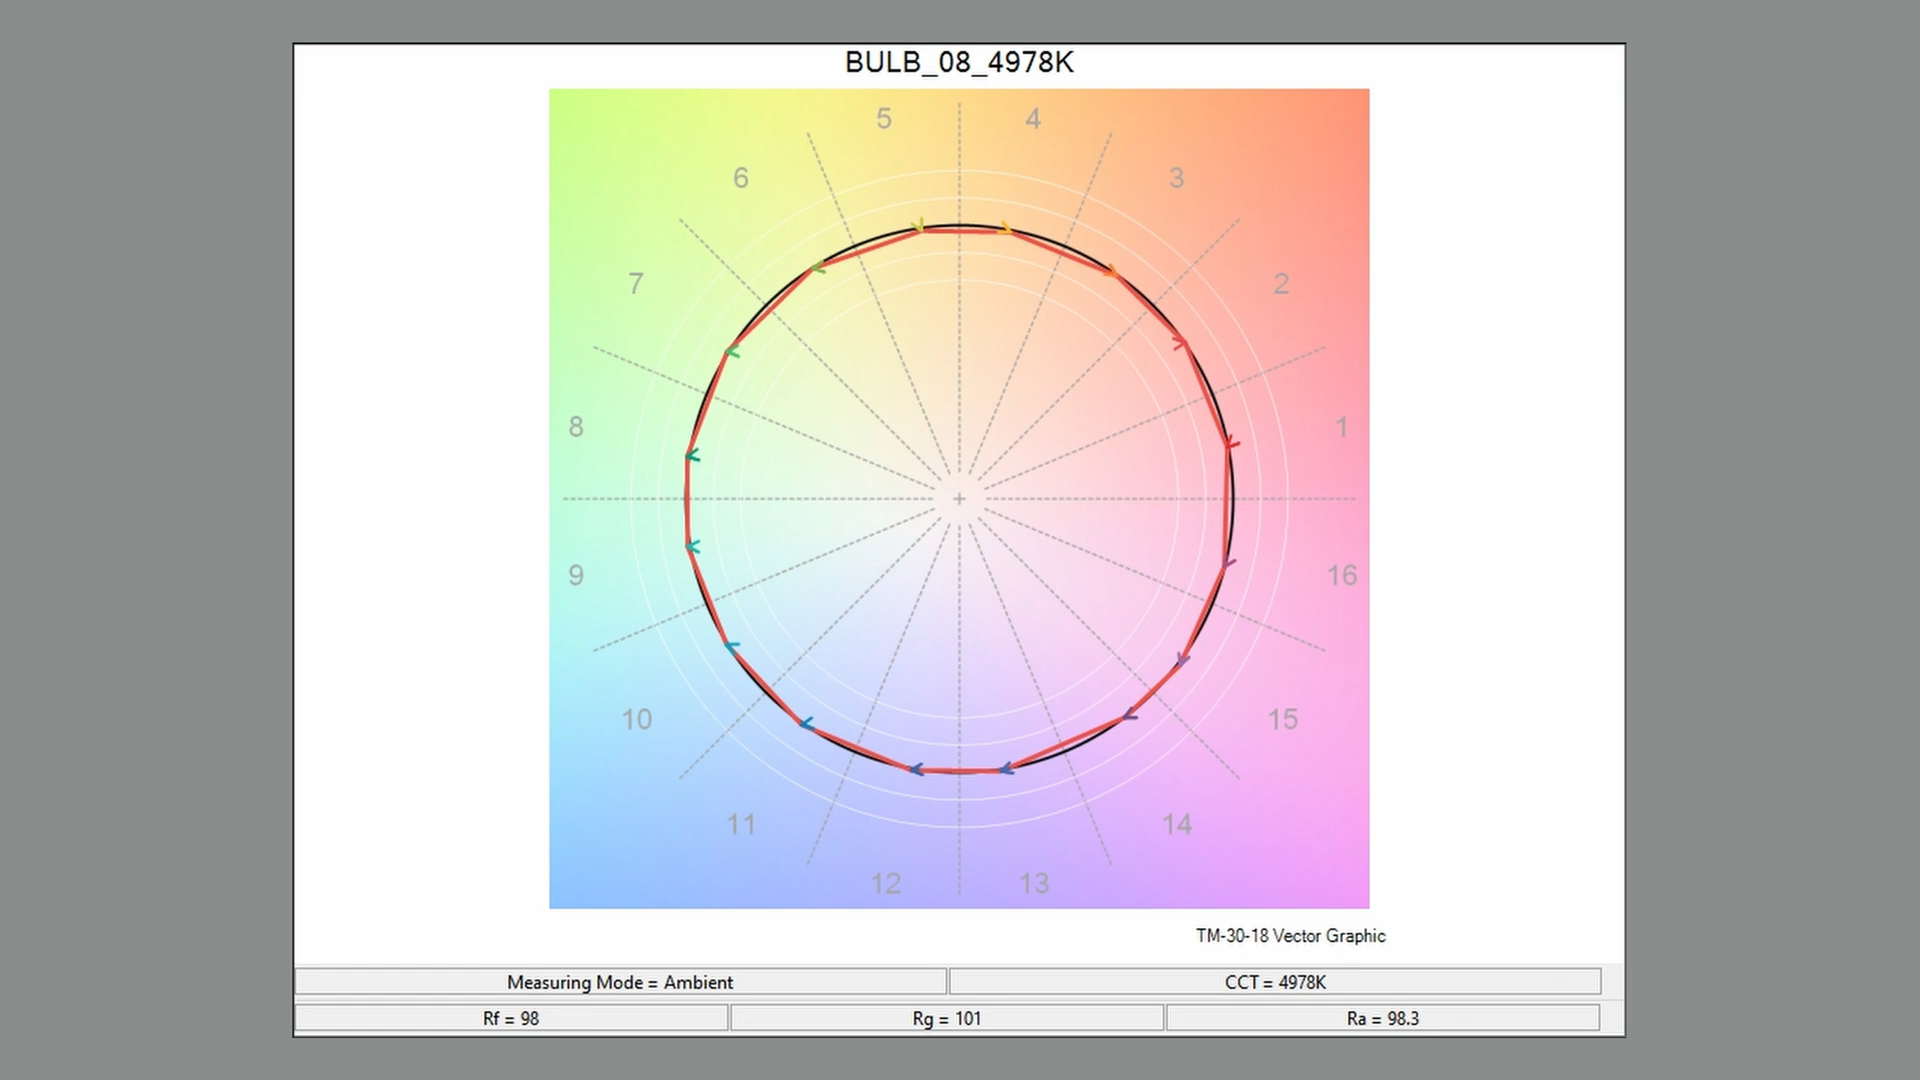 BULB_08_4978K
5 4
6 3
7 2
8 1
9 16
10 15
11 14
12 13
TM-30-18 Vector Graphic
Measuring Mode = Ambient CCT = 4978K
Rf = 98 Rg = 101 Ra = 98.3